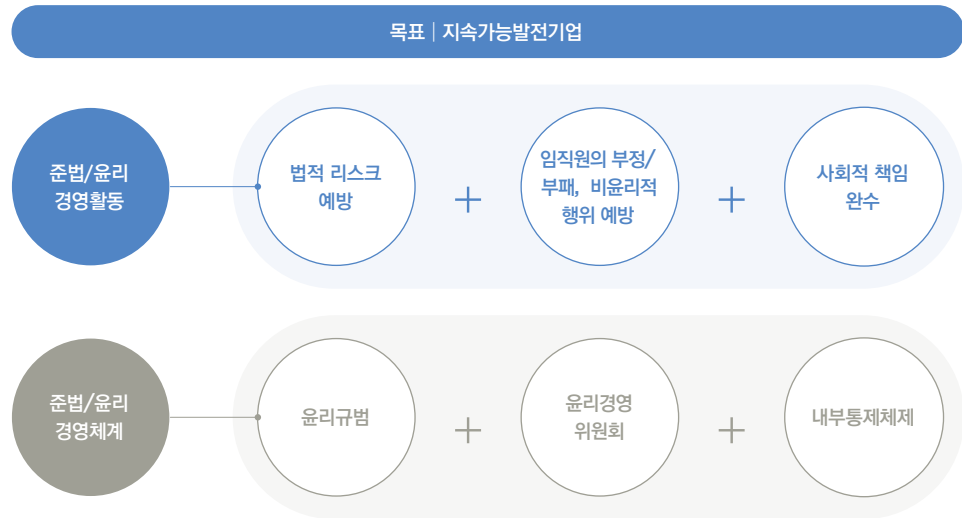 목표 | 지속가능발전기업
준법/윤리
경영활동
법적 리스크
예방
+
임직원의 부정/
부패, 비윤리적
행위 예방
+
사회적 책임
완수
준법/윤리
경영체계
윤리규범
+
윤리경영
위원회
+
내부통제체제